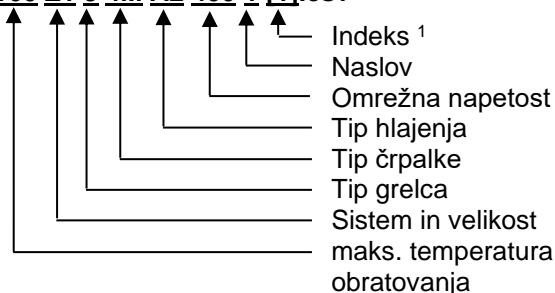 Indeks ¹
Naslov
Omrežna napetost
Tip hlajenja
Tip črpalke
Tip grelca
Sistem in velikost
maks. temperatura
obratovanja